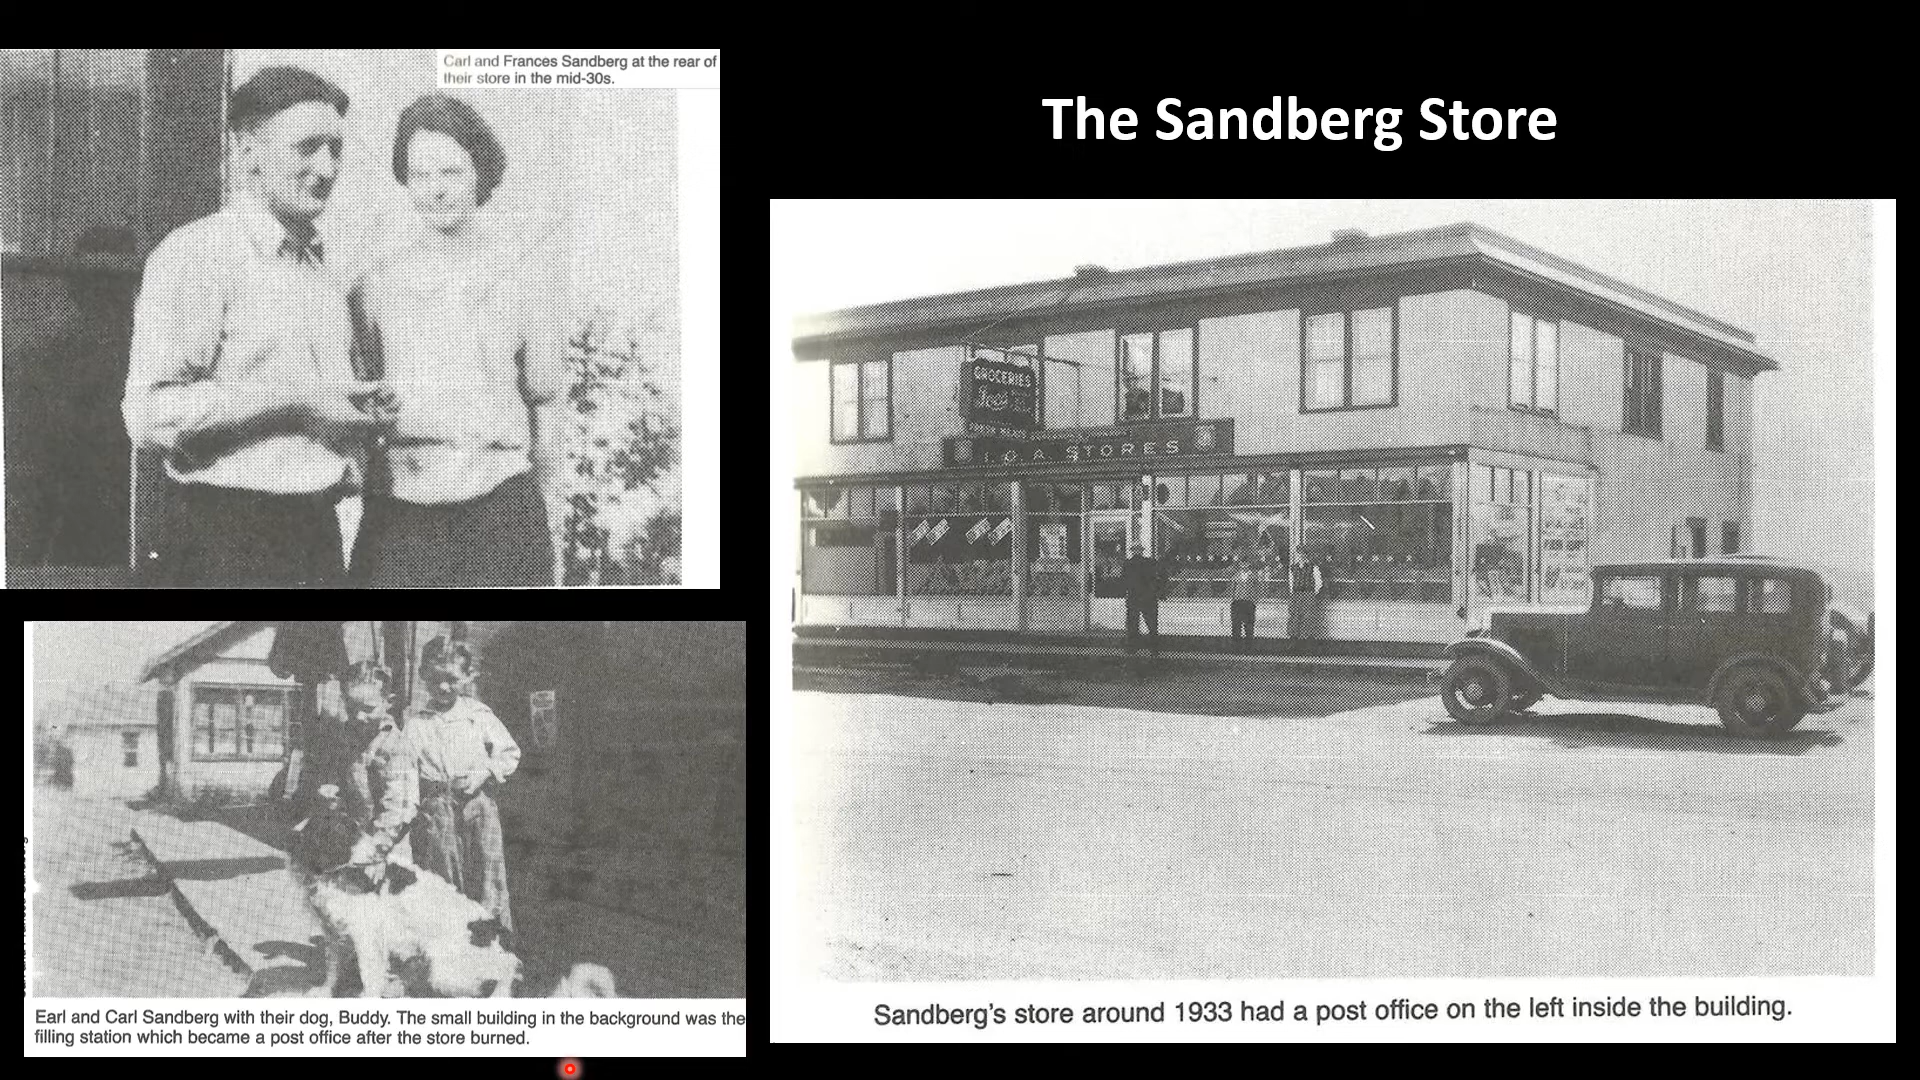 Carl and Frances Sandberg at the rear of
their store in the mid-30s.
The Sandberg Store
GROCERIES
FRESH MEATS
I.G.A. STORES
Earl and Carl Sandberg with their dog, Buddy. The small building in the background was the
filling station which became a post office after the store burned.
Sandberg's store around 1933 had a post office on the left inside the building.